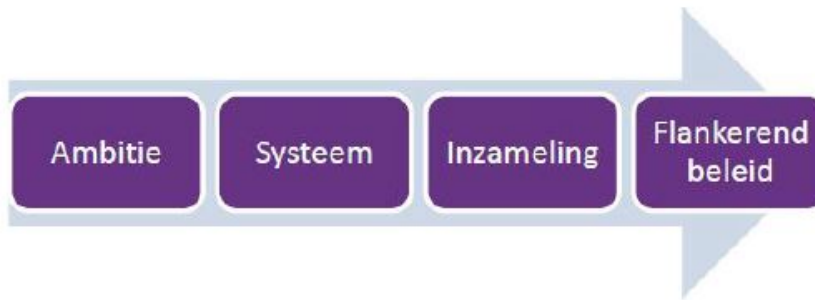 Ambitie
Systeem
Inzameling
Flankerend
beleid